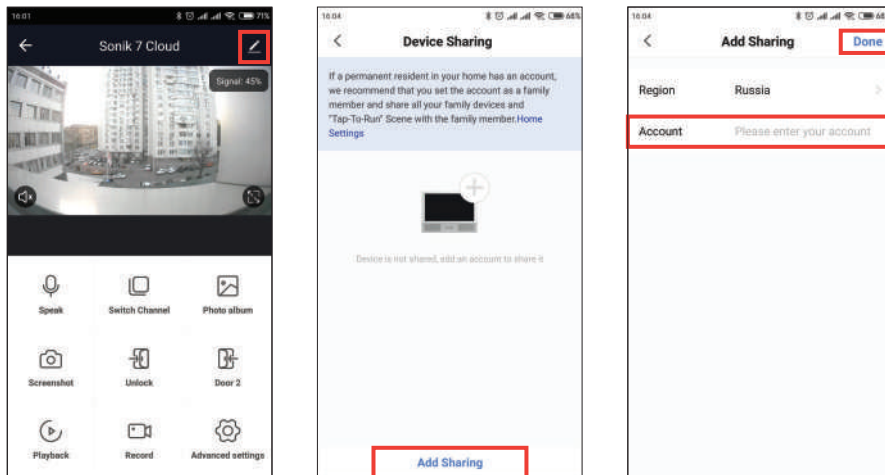 16:01
71%
Sonik 7 Cloud
Signal: 45%
Speak
Switch Channel
Photo album
Screenshot
Unlock
Door 2
Playback
Record
Advanced settings
16:04
68%
Device Sharing
If a permanent resident in your home has an account,
we recommend that you set the account as a family
member and share all your family devices and
"Tap-To-Run" Scene with the family member.Home
Settings
Device is not shared, add an account to share it
Add Sharing
16:04
Add Sharing
Done
Region
Russia
Account
Please enter your account